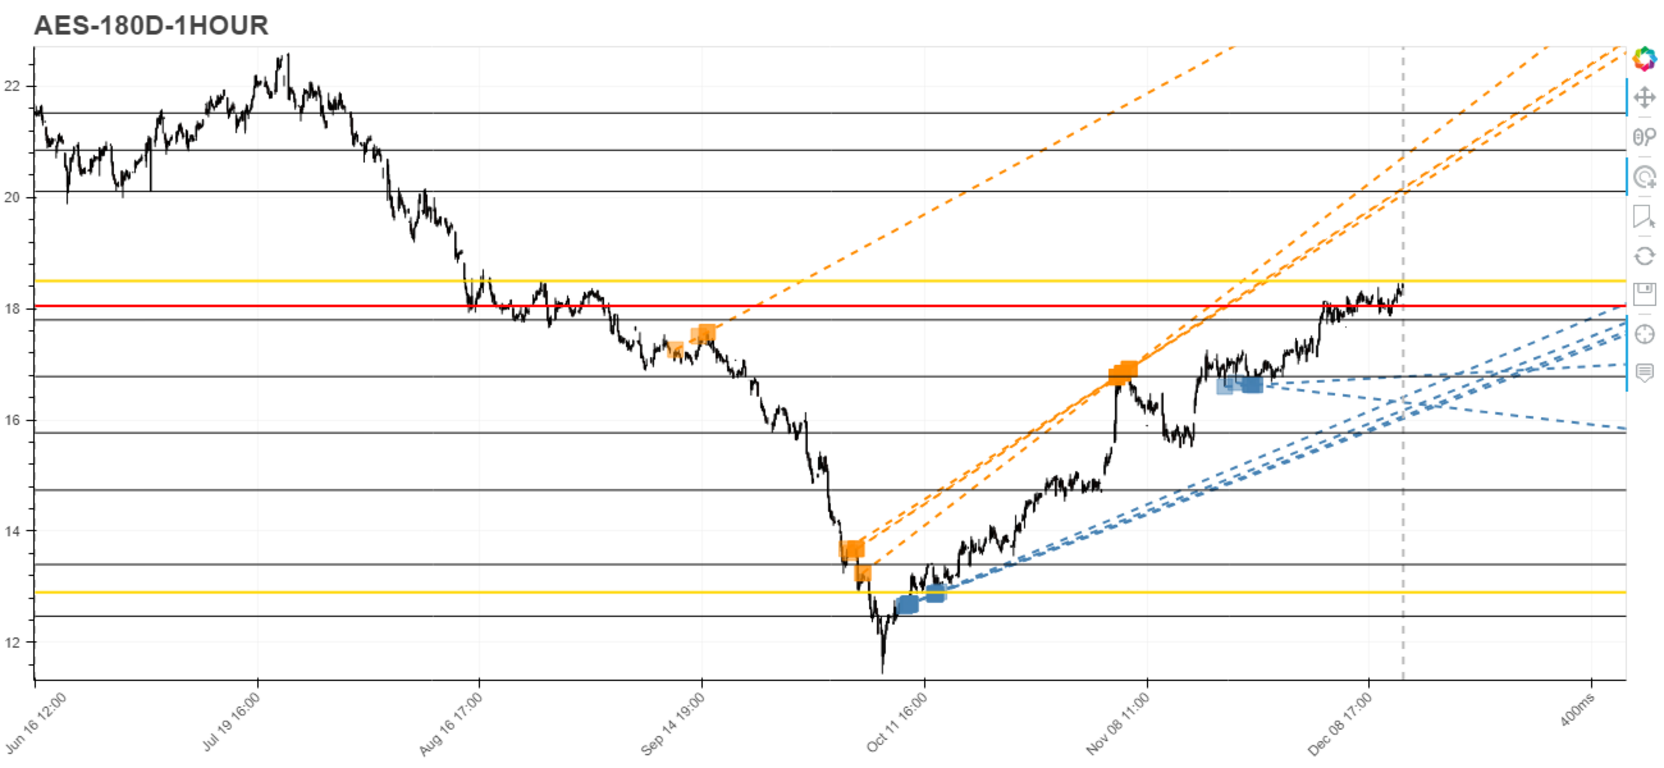 AES-180D-1HOUR
22
20
18
16
14
12
Jun 16 12:00
Jul 19 16:00
Aug 16 17:00
Sep 14 19:00
Oct 11 16:00
Nov 08 11:00
Dec 08 17:00
400ms